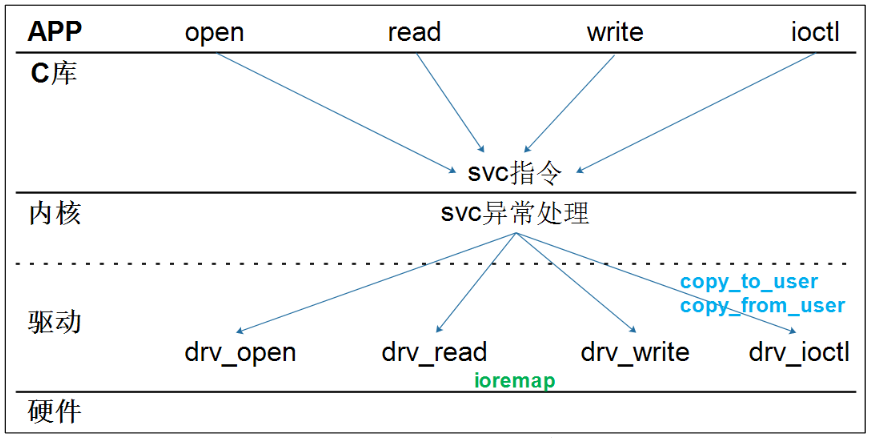 APP open read write ioctl
C库
svc指令
内核 svc异常处理
copy_to_user
驱动 copy_from_user
drv_open drv_read drv_write drv_ioctl
ioremap
硬件